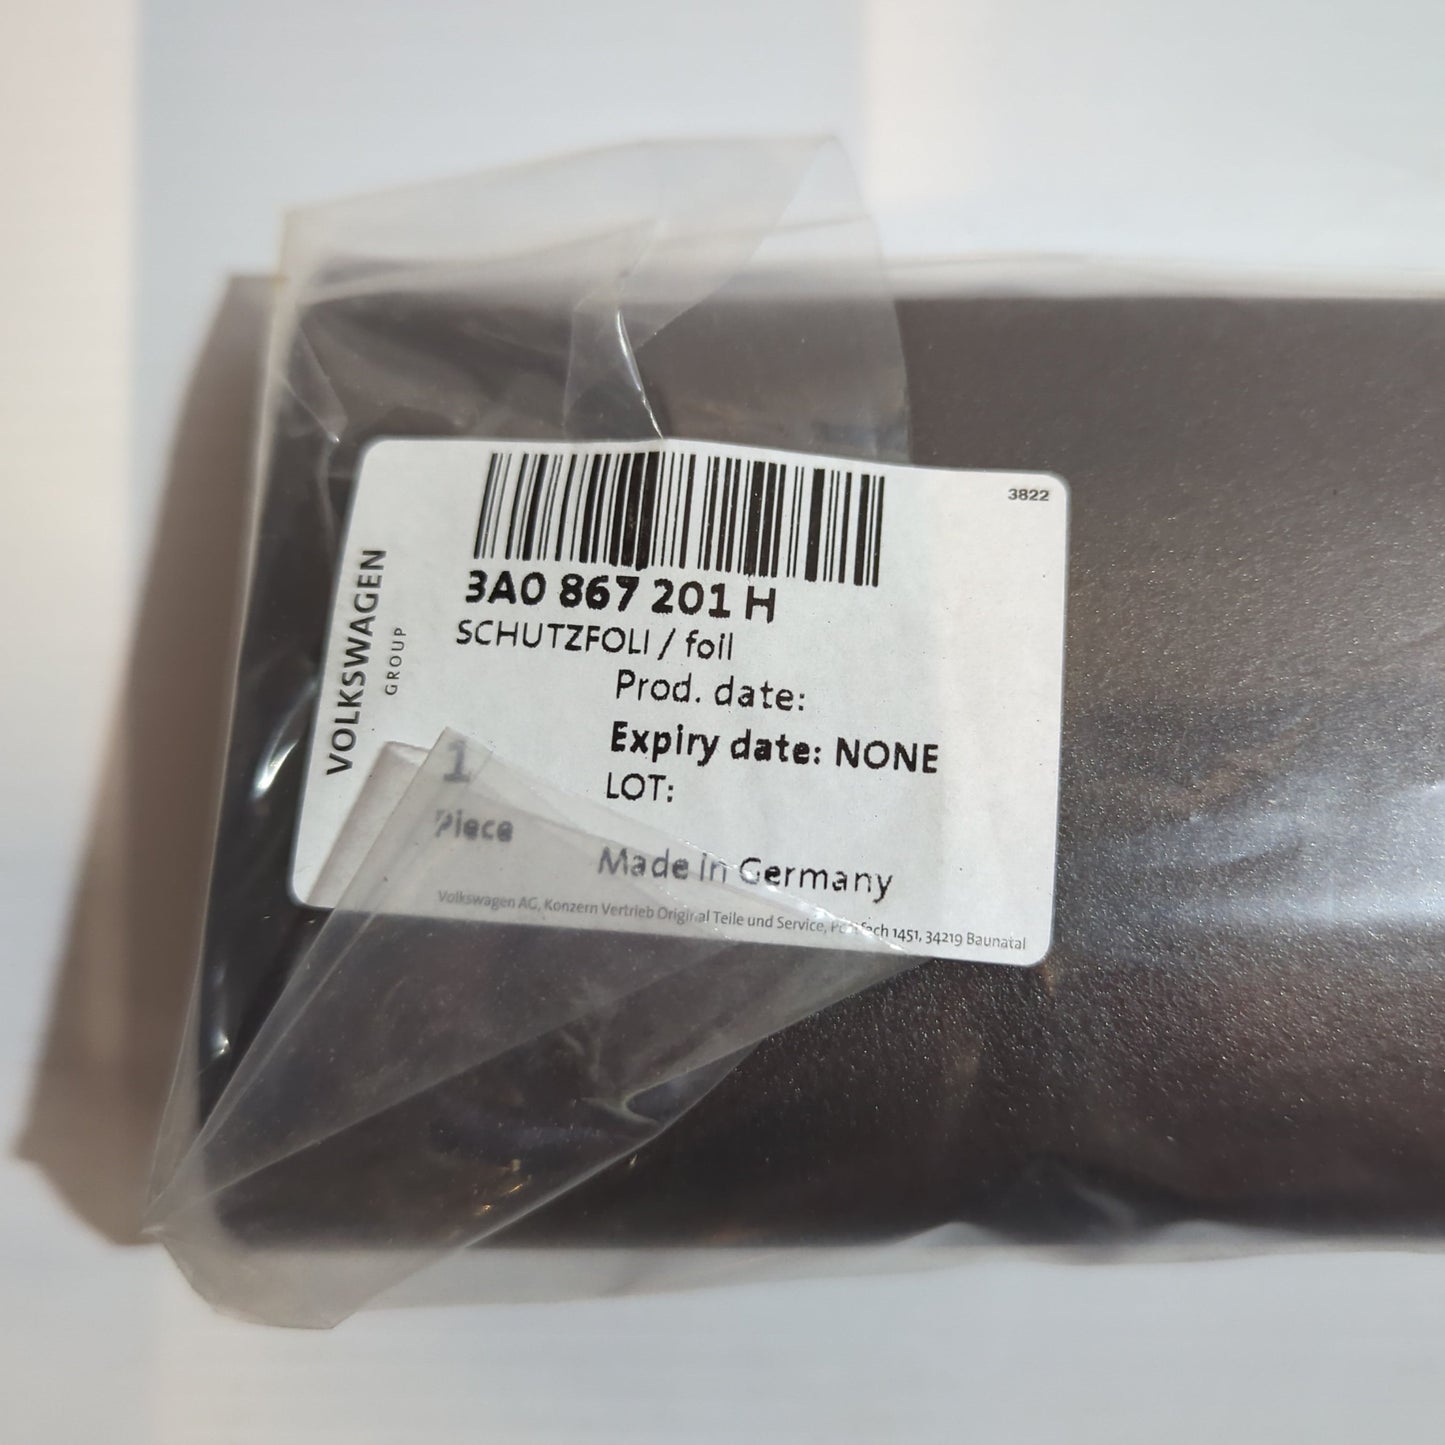 3822
3A0 867 201 H
SCHUTZFOLI / foil
Prod. date:
Expiry date: NONE
LOT:
1
Piece
Made in Germany
Volkswagen AG, Konzern Vertrieb Original Teile und Service, Postfach 1451, 34219 Baunatal
VOLKSWAGEN
GROUP